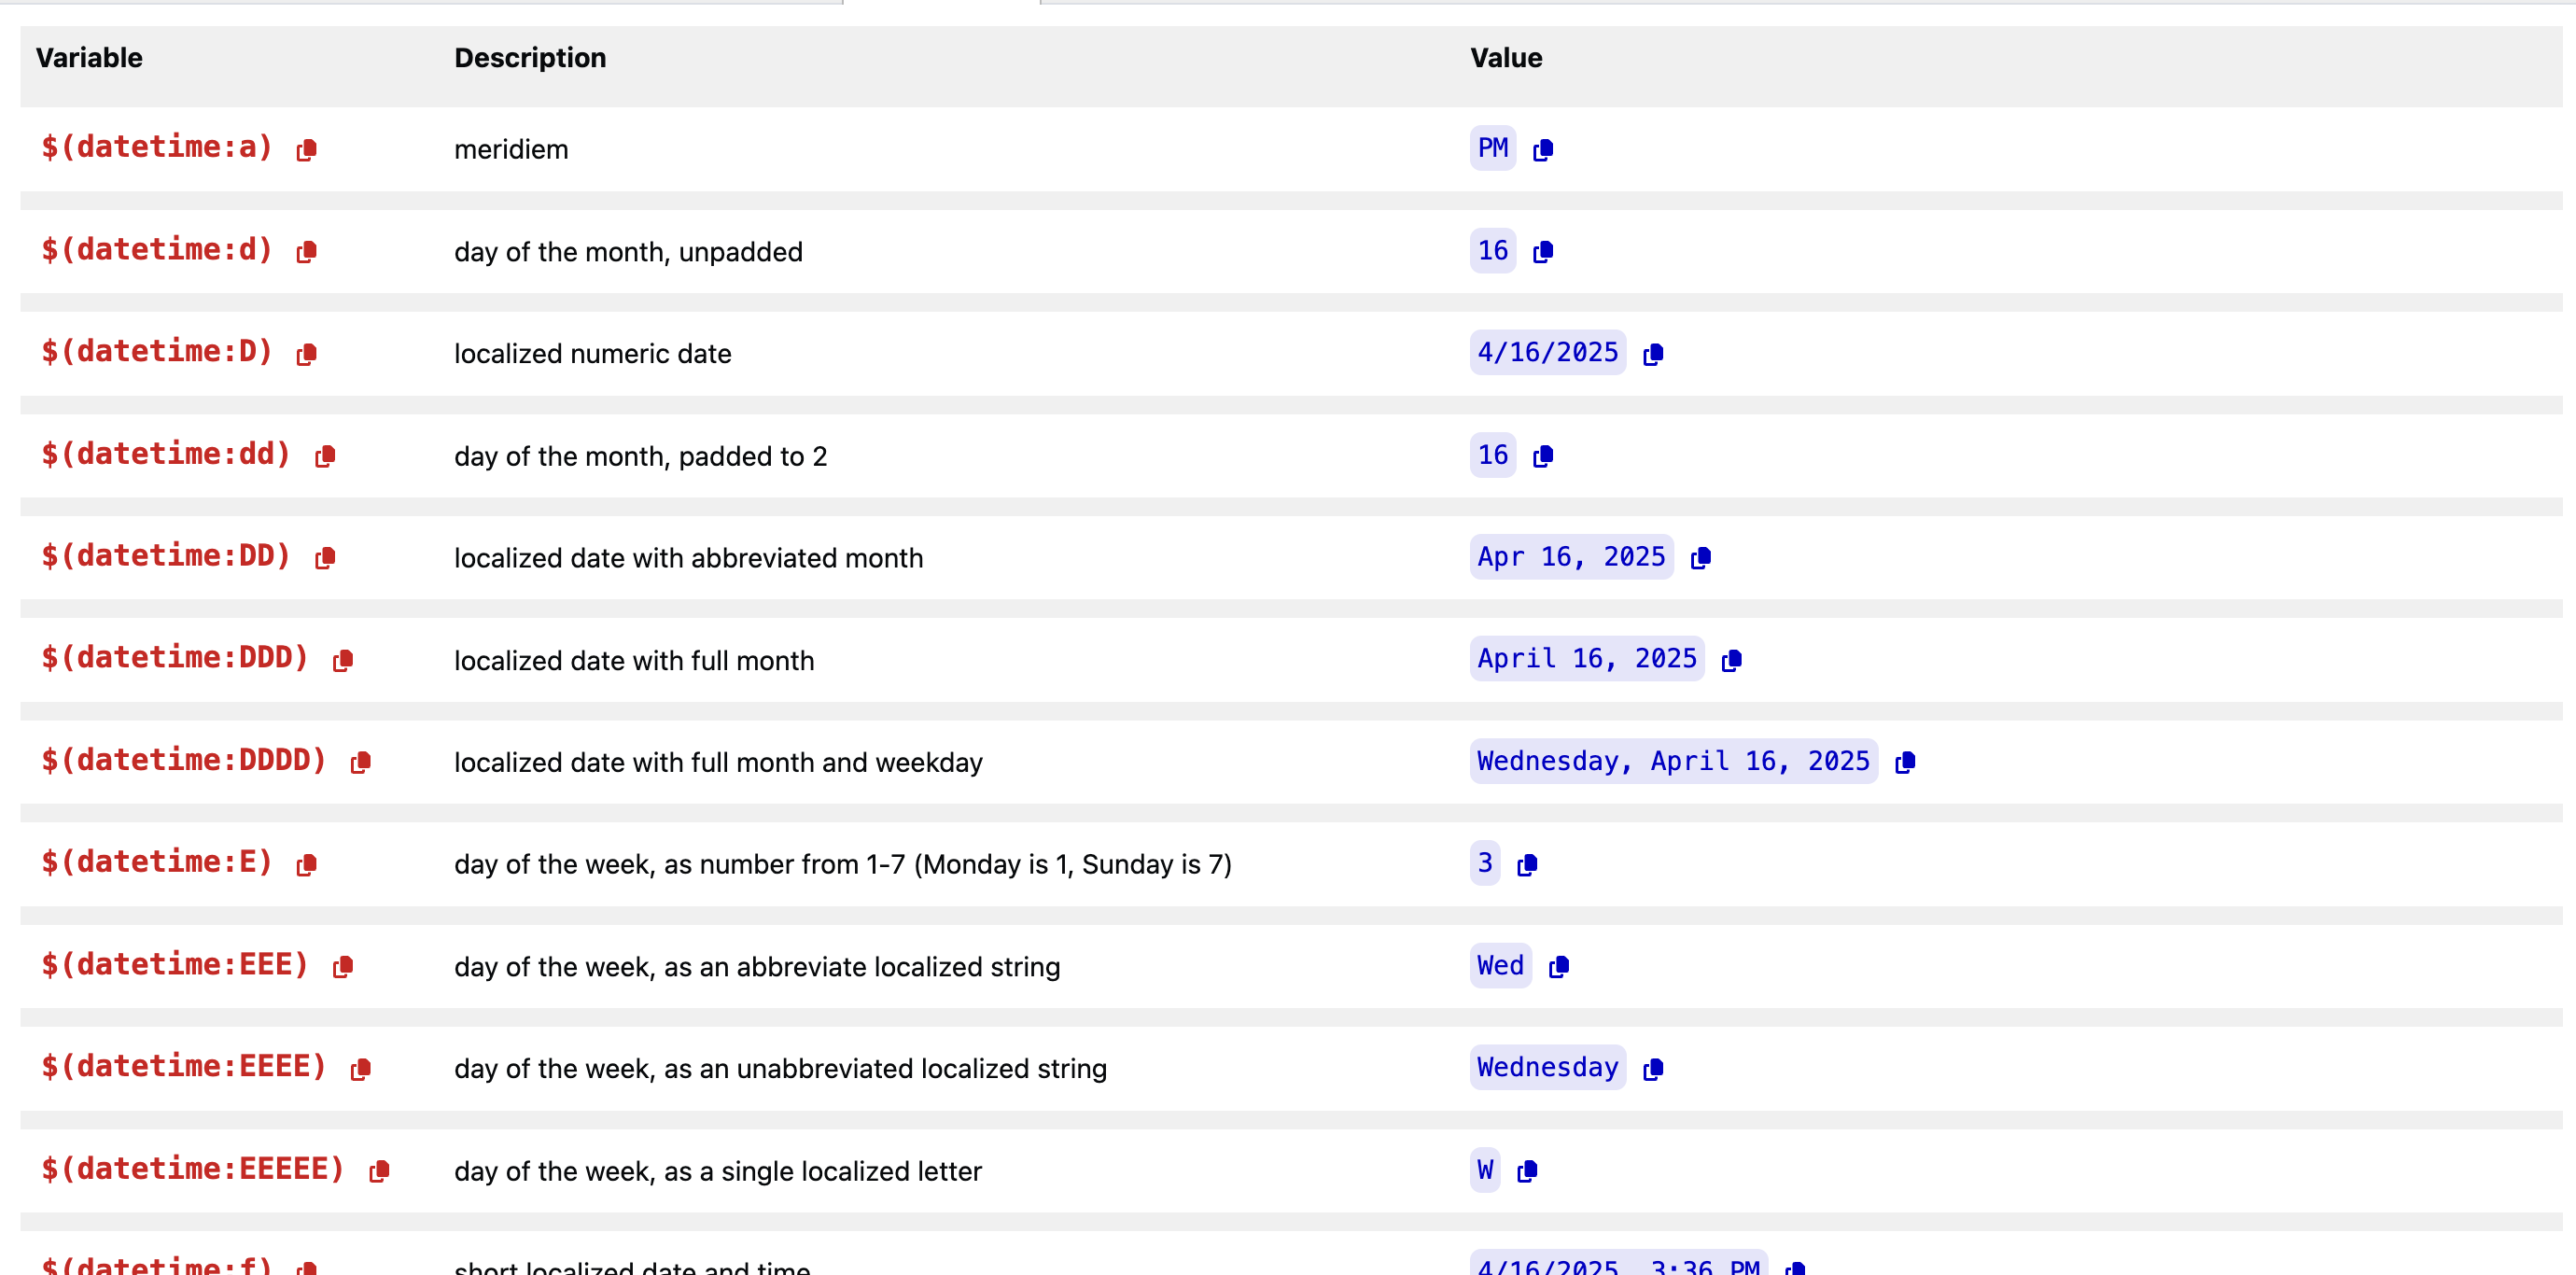 Variable Description Value
$(datetime:a) meridiem PM
$(datetime:d) day of the month, unpadded 16
$(datetime:D) localized numeric date 4/16/2025
$(datetime:dd) day of the month, padded to 2 16
$(datetime:DD) localized date with abbreviated month Apr 16, 2025
$(datetime:DDD) localized date with full month April 16, 2025
$(datetime:DDDD) localized date with full month and weekday Wednesday, April 16, 2025
$(datetime:E) day of the week, as number from 1-7 (Monday is 1, Sunday is 7) 3
$(datetime:EEE) day of the week, as an abbreviate localized string Wed
$(datetime:EEEE) day of the week, as an unabbreviated localized string Wednesday
$(datetime:EEEEE) day of the week, as a single localized letter W
$(datetime:f) short localized date and time 4/16/2025, 3:36 PM